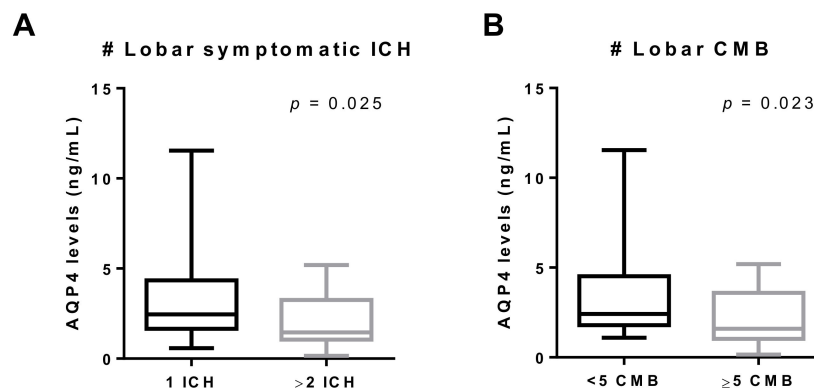 A
# Lobar symptomatic ICH
p = 0.025
AQP4 levels (ng/mL)
15
10
5
0
1 ICH
>2 ICH
B
# Lobar CMB
p = 0.023
AQP4 levels (ng/mL)
15
10
5
0
<5 CMB
≥5 CMB